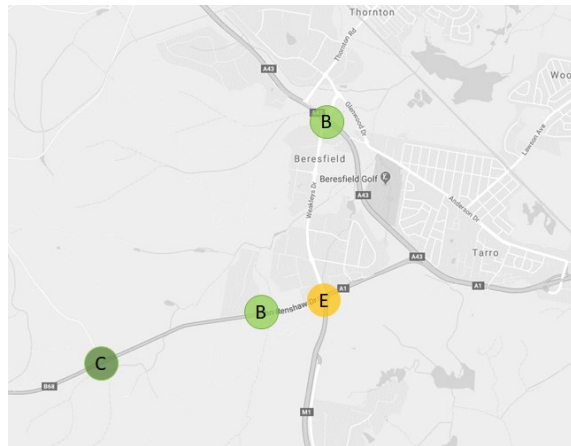 Thornton
Thornton Rd
A43
Woo
B
Glenwood Dr
Lawson Ave
Beresfield
Beresfield Golf
Weakleys Dr
A43
Anderson Dr
A43
Tarro
A1
A1
B
E
C
B68
M1